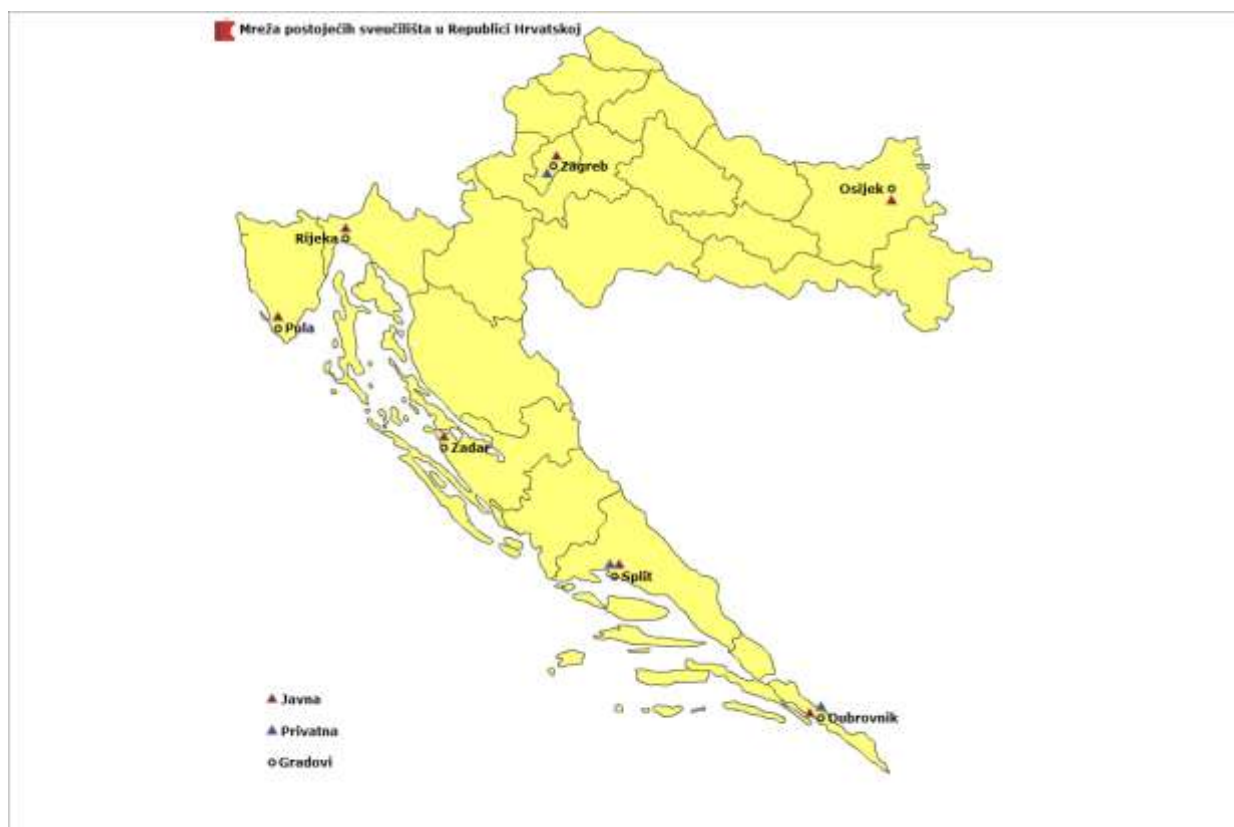 Mreža postojećih sveučilišta u Republici Hrvatskoj
Zagreb
Osijek
Rijeka
Pula
Zadar
Split
Dubrovnik
Javna
Privatna
Gradovi